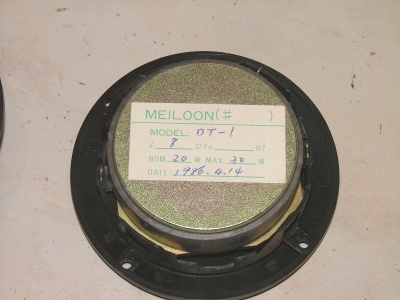 MEILOON(# )
MODEL: DT-1
Z 8 Ω Fo HZ
NOM 20 W MAX 30 W
DATE 1986.4.14